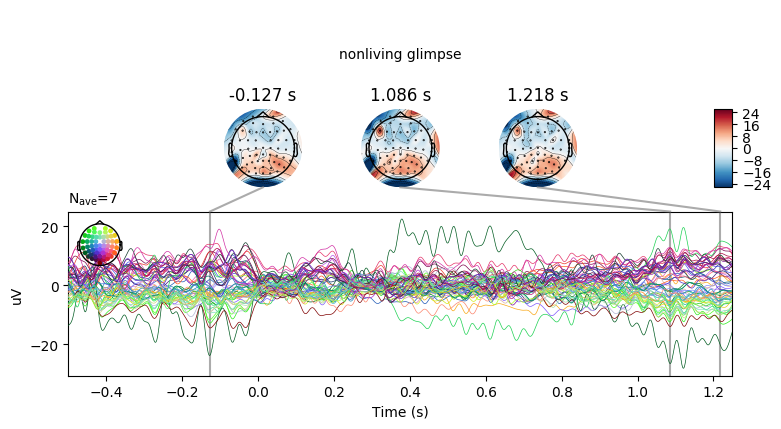 nonliving glimpse
-0.127 s 1.086 s 1.218 s
24
16
8
0
−8
−16
−24
Nave=7
20
0
−20
uV
−0.4 −0.2 0.0 0.2 0.4 0.6 0.8 1.0 1.2
Time (s)